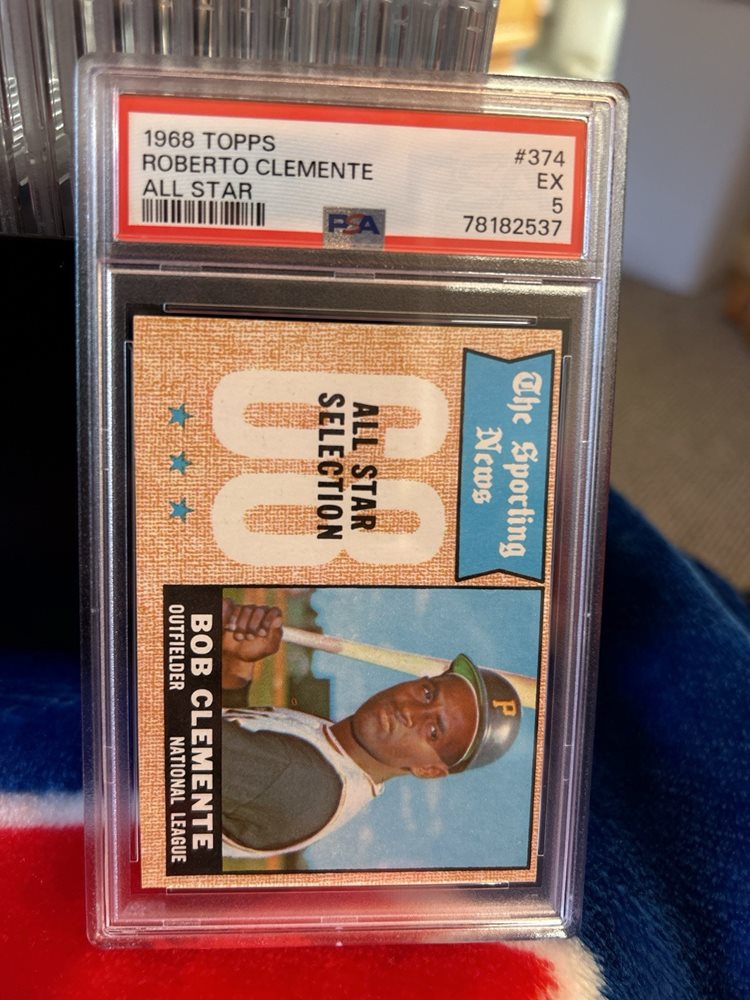 1968 TOPPS
ROBERTO CLEMENTE
ALL STAR
#374
EX
5
78182537
PSA
The Sporting
News
68
ALL STAR
SELECTION
P
BOB CLEMENTE
OUTFIELDER NATIONAL LEAGUE